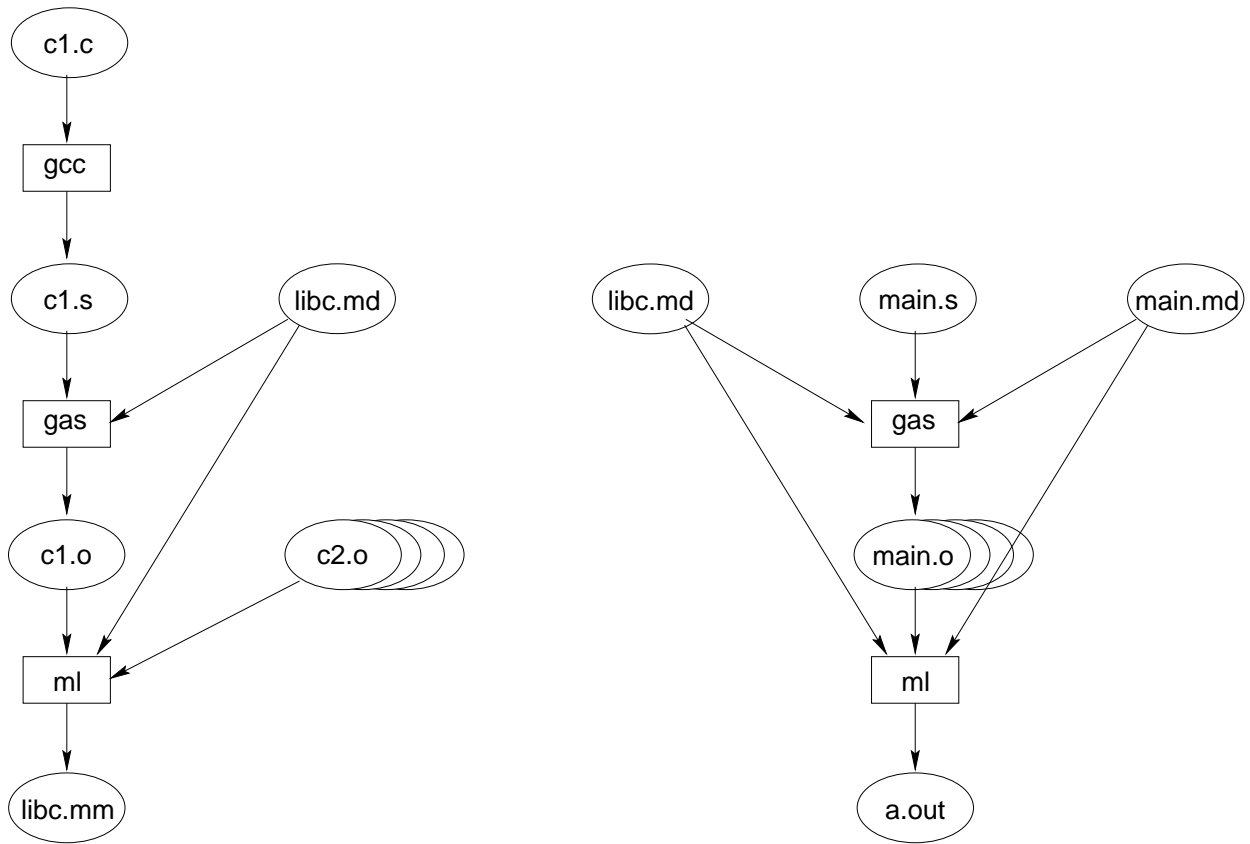 c1.c
gcc
c1.s
libc.md
libc.md
main.s
main.md
gas
gas
c1.o
c2.o
main.o
ml
ml
libc.mm
a.out